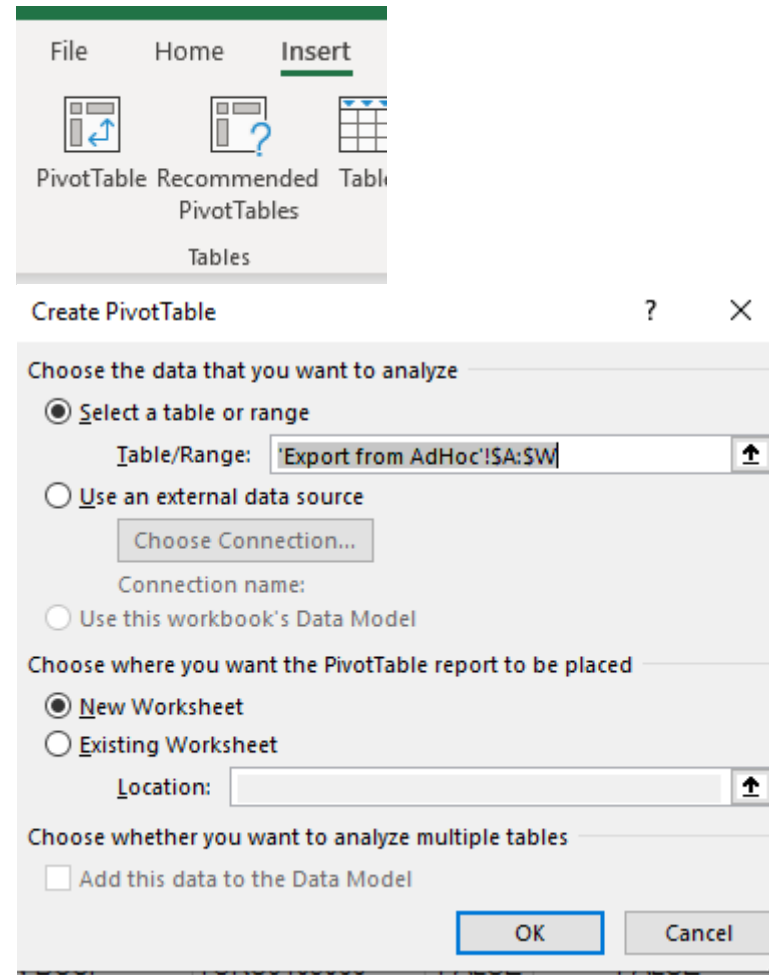 File Home Insert
PivotTable Recommended PivotTables
Tables
Create PivotTable ?
Choose the data that you want to analyze
Select a table or range
Table/Range: 'Export from AdHoc'!$A:$W
Use an external data source
Choose Connection...
Connection name:
Use this workbook's Data Model
Choose where you want the PivotTable report to be placed
New Worksheet
Existing Worksheet
Location:
Choose whether you want to analyze multiple tables
Add this data to the Data Model
OK Cancel